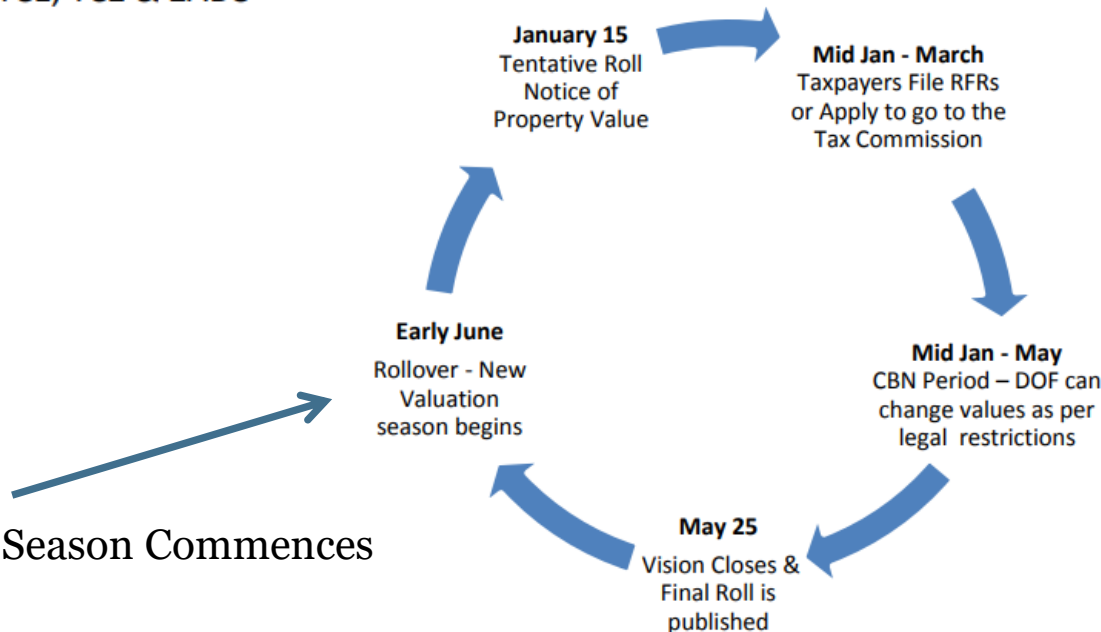 January 15
Tentative Roll
Notice of
Property Value
Mid Jan - March
Taxpayers File RFRs
or Apply to go to the
Tax Commission
Mid Jan - May
CBN Period – DOF can
change values as per
legal restrictions
May 25
Vision Closes &
Final Roll is
published
Early June
Rollover - New
Valuation
season begins
Season Commences